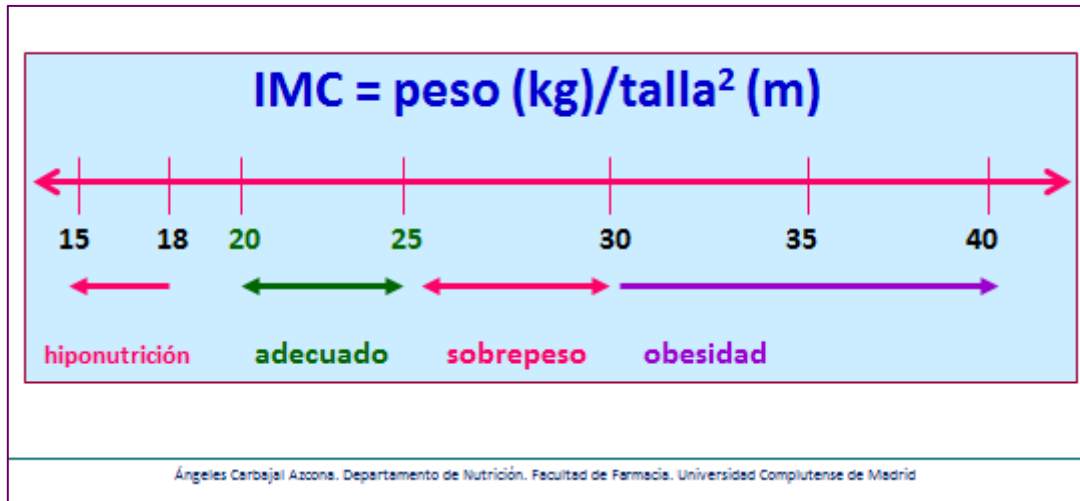 IMC = peso (kg)/talla² (m)
15 18 20 25 30 35 40
hiponutrición adecuado sobrepeso obesidad
Ángeles Carbajal Azcona. Departamento de Nutrición. Facultad de Farmacia. Universidad Complutense de Madrid